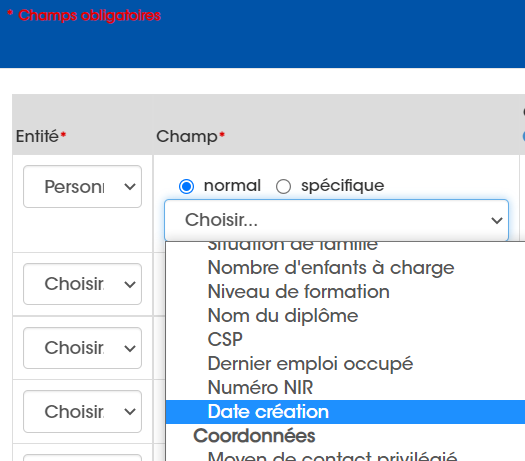 * Champs obligatoires
Entité* Champ*
Personn normal spécifique
Choisir...
Situation de famille
Nombre d'enfants à charge
Choisir
Niveau de formation
Nom du diplôme
CSP
Choisir
Dernier emploi occupé
Numéro NIR
Date création
Choisir
Coordonnées
Moyen de contact privilégié